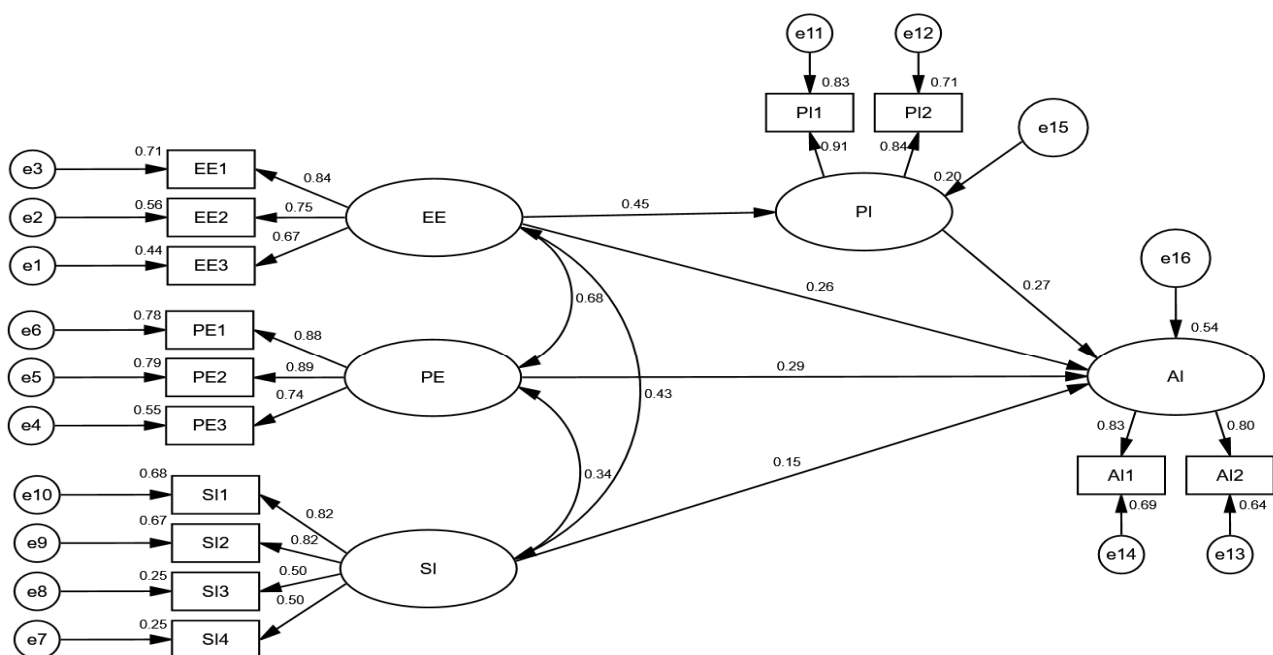 e11
e12
0.83
0.71
PI1
PI2
e15
0.91
0.84
0.20
PI
e3
0.71
EE1
0.84
e2
0.56
EE2
0.75
EE
0.45
e1
0.44
EE3
0.67
e16
0.26
0.27
0.68
0.54
e6
0.78
PE1
0.88
e5
0.79
PE2
0.89
PE
0.29
AI
e4
0.55
PE3
0.74
0.43
0.83
0.80
AI1
AI2
0.69
0.64
e14
e13
0.15
0.34
e10
0.68
SI1
0.82
e9
0.67
SI2
0.82
SI
e8
0.25
SI3
0.50
e7
0.25
SI4
0.50